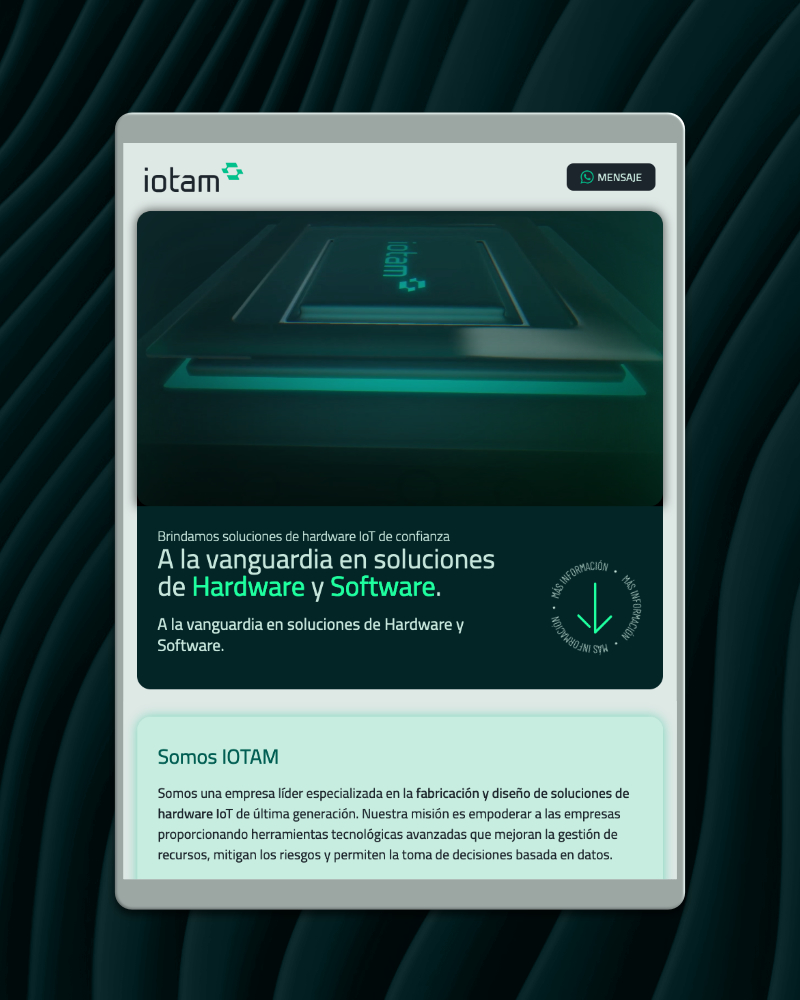 iotam
MENSAJE
iotam
Brindamos soluciones de hardware IoT de confianza
A la vanguardia en soluciones
de Hardware y Software.
A la vanguardia en soluciones de Hardware y
Software.
MÁS INFORMACIÓN • MÁS INFORMACIÓN • MÁS INFORMACIÓN •
Somos IOTAM
Somos una empresa líder especializada en la fabricación y diseño de soluciones de
hardware IoT de última generación. Nuestra misión es empoderar a las empresas
proporcionando herramientas tecnológicas avanzadas que mejoran la gestión de
recursos, mitigan los riesgos y permiten la toma de decisiones basada en datos.